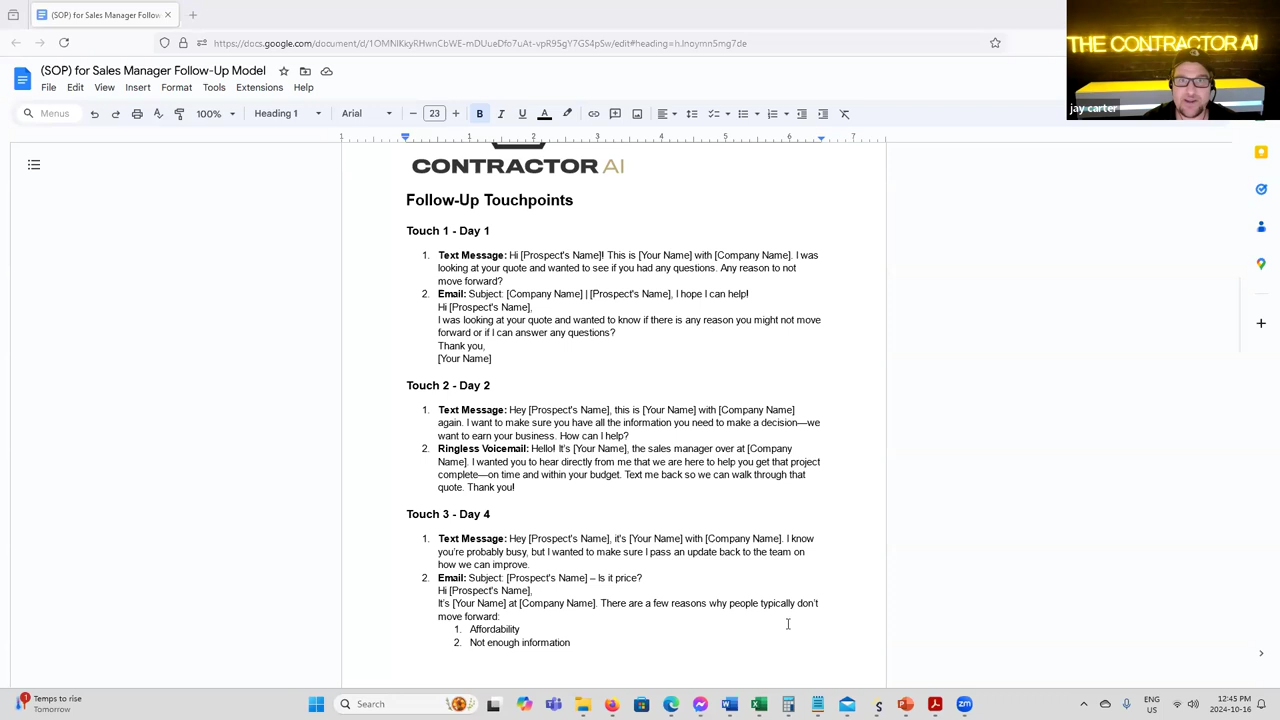 (SOP) for Sales Manager Follow
https://docs.google.com/document/d/
(SOP) for Sales Manager Follow-Up Model
File Edit View Insert Format Tools Extensions Help
Menus 100% Heading 1 Arial 23 B I U A
1 1 2 3 4 5 6 7
THE CONTRACTOR AI
jay carter
CONTRACTOR AI
Follow-Up Touchpoints
Touch 1 - Day 1
1. Text Message: Hi [Prospect's Name]! This is [Your Name] with [Company Name]. I was
looking at your quote and wanted to see if you had any questions. Any reason to not
move forward?
2. Email: Subject: [Company Name] | [Prospect's Name], I hope I can help!
Hi [Prospect's Name],
I was looking at your quote and wanted to know if there is any reason you might not move
forward or if I can answer any questions?
Thank you,
[Your Name]
Touch 2 - Day 2
1. Text Message: Hey [Prospect's Name], this is [Your Name] with [Company Name]
again. I want to make sure you have all the information you need to make a decision—we
want to earn your business. How can I help?
2. Ringless Voicemail: Hello! It's [Your Name], the sales manager over at [Company
Name]. I wanted you to hear directly from me that we are here to help you get that project
complete—on time and within your budget. Text me back so we can walk through that
quote. Thank you!
Touch 3 - Day 4
1. Text Message: Hey [Prospect's Name], it's [Your Name] with [Company Name]. I know
you're probably busy, but I wanted to make sure I pass an update back to the team on
how we can improve.
2. Email: Subject: [Prospect's Name] – Is it price?
Hi [Prospect's Name],
It's [Your Name] at [Company Name]. There are a few reasons why people typically don't
move forward:
1. Affordability
2. Not enough information
1 Temps to rise
Tomorrow
Search
ENG
US
12:45 PM
2024-10-16